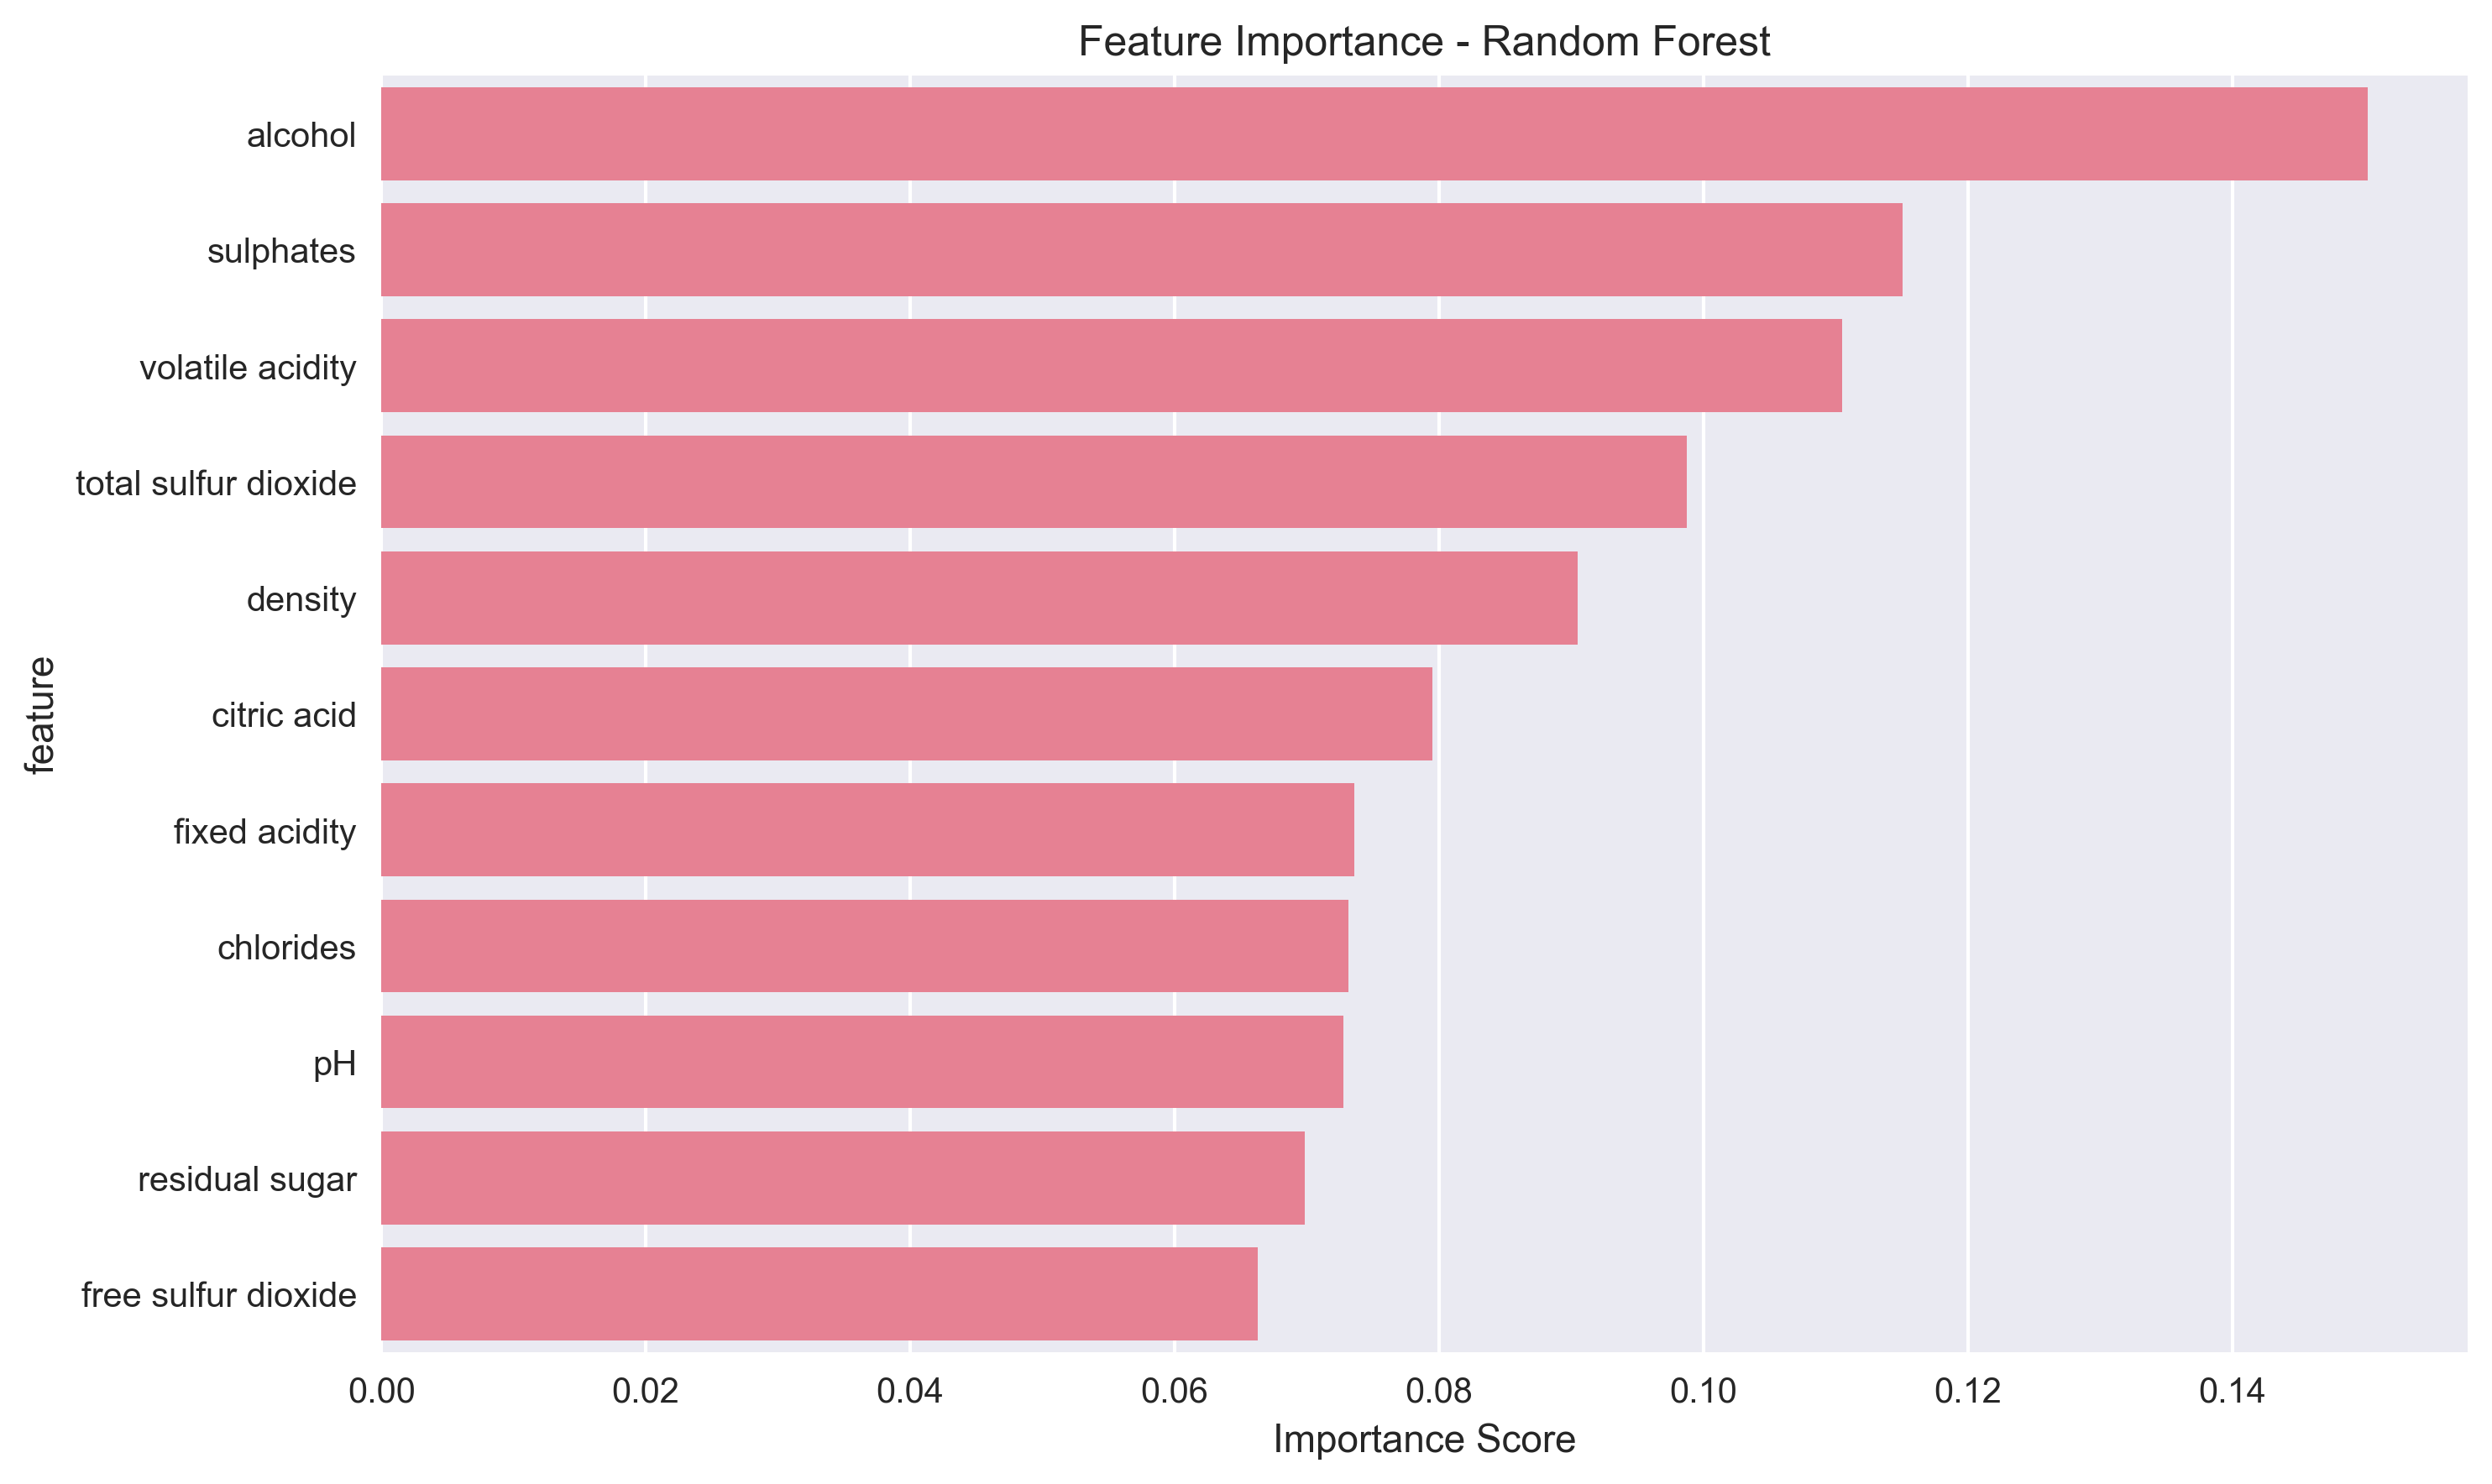 Feature Importance - Random Forest
alcohol
sulphates
volatile acidity
total sulfur dioxide
density
citric acid
fixed acidity
chlorides
pH
residual sugar
free sulfur dioxide
feature
0.00 0.02 0.04 0.06 0.08 0.10 0.12 0.14
Importance Score